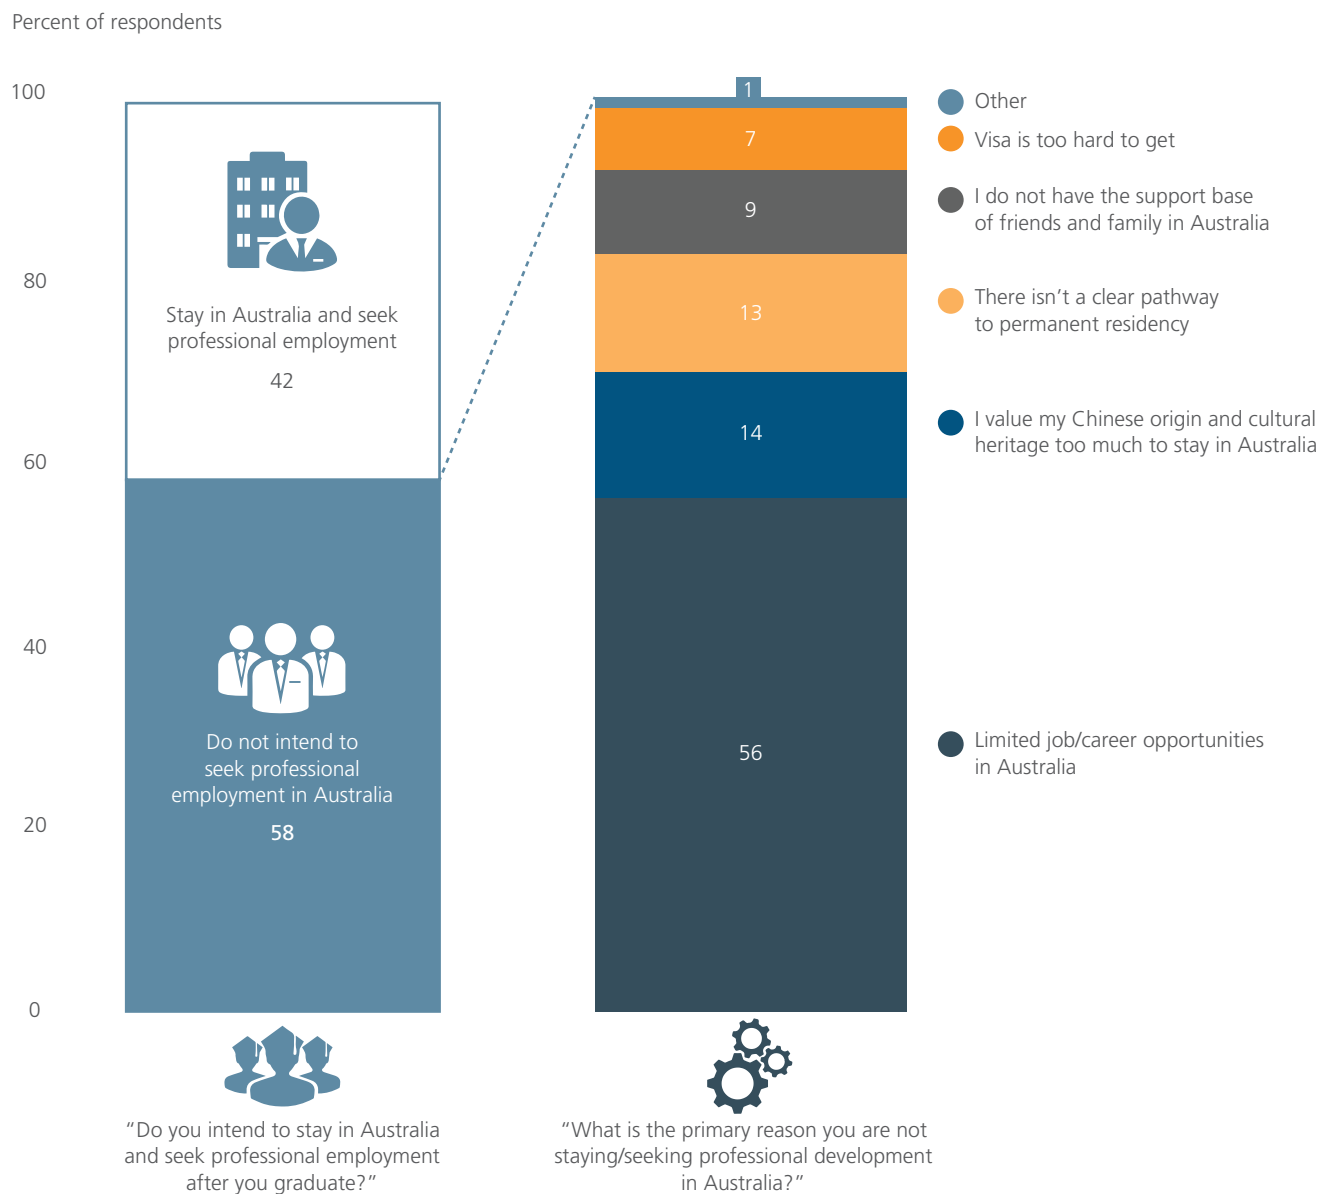 Percent of respondents
100
80
60
40
20
0
Stay in Australia and seek
professional employment
42
Do not intend to
seek professional
employment in Australia
58
“Do you intend to stay in Australia
and seek professional employment
after you graduate?”
1
7
9
13
14
56
“What is the primary reason you are not
staying/seeking professional development
in Australia?”
Other
Visa is too hard to get
I do not have the support base
of friends and family in Australia
There isn’t a clear pathway
to permanent residency
I value my Chinese origin and cultural
heritage too much to stay in Australia
Limited job/career opportunities
in Australia